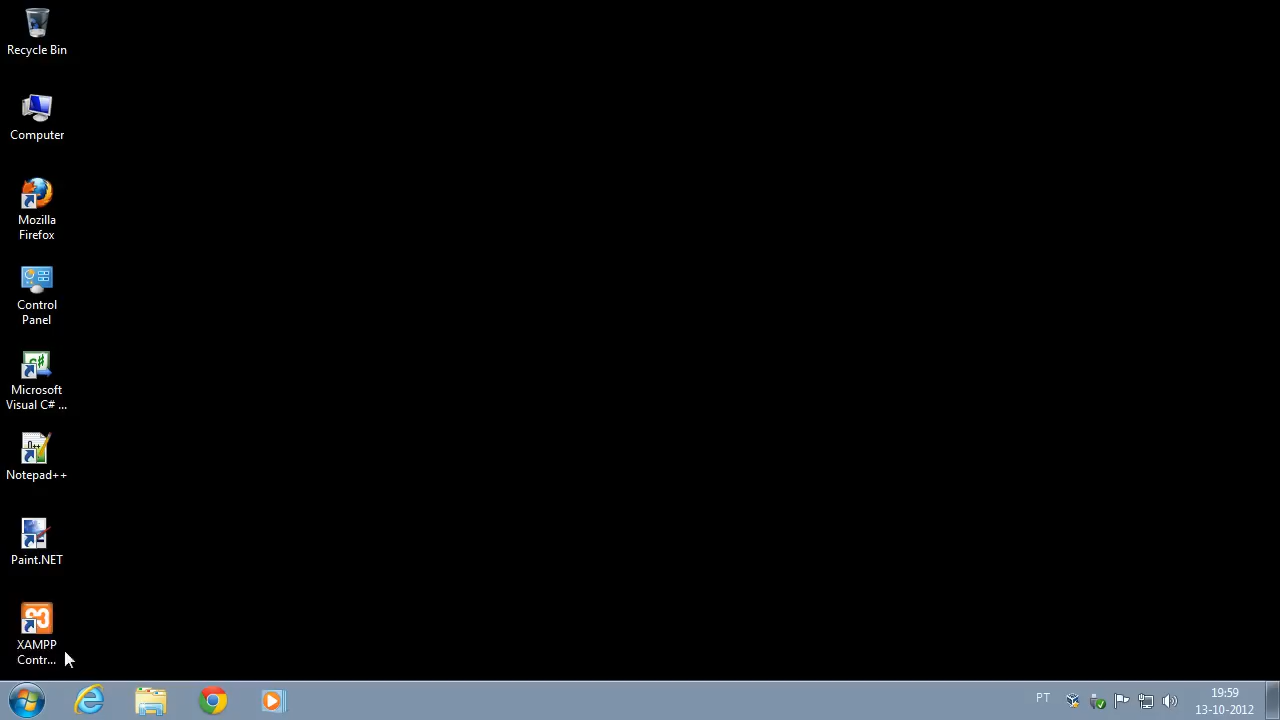 Recycle Bin
Computer
Mozilla
Firefox
Control
Panel
Microsoft
Visual C# ...
Notepad++
Paint.NET
XAMPP
Contr...
PT
19:59
13-10-2012